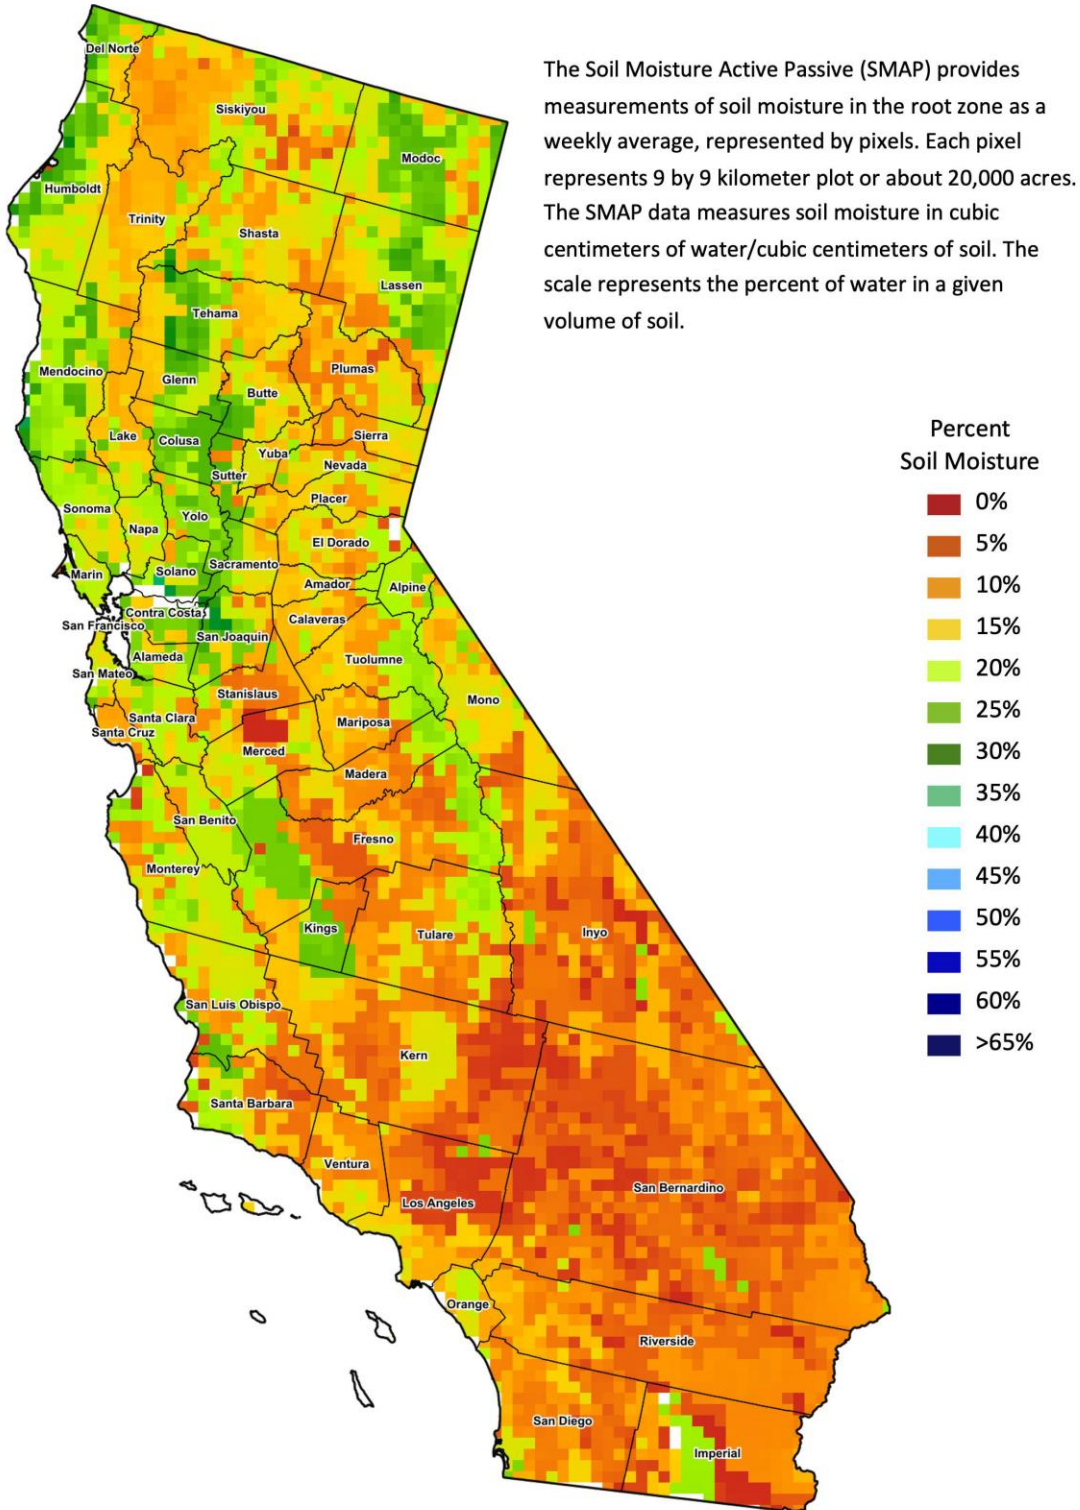 The Soil Moisture Active Passive (SMAP) provides
measurements of soil moisture in the root zone as a
weekly average, represented by pixels. Each pixel
represents 9 by 9 kilometer plot or about 20,000 acres.
The SMAP data measures soil moisture in cubic
centimeters of water/cubic centimeters of soil. The
scale represents the percent of water in a given
volume of soil.
Percent
Soil Moisture
0%
5%
10%
15%
20%
25%
30%
35%
40%
45%
50%
55%
60%
>65%
Del Norte
Siskiyou
Modoc
Humboldt
Trinity
Shasta
Lassen
Tehama
Mendocino
Glenn
Plumas
Butte
Lake
Colusa
Sierra
Yuba
Nevada
Sutter
Placer
Sonoma
Yolo
Napa
El Dorado
Sacramento
Solano
Marin
Amador
Alpine
Contra Costa
Calaveras
San Francisco
San Joaquin
Alameda
Tuolumne
San Mateo
Stanislaus
Mono
Santa Clara
Mariposa
Santa Cruz
Merced
Madera
San Benito
Fresno
Monterey
Kings
Tulare
Inyo
San Luis Obispo
Kern
Santa Barbara
Ventura
San Bernardino
Los Angeles
Orange
Riverside
San Diego
Imperial